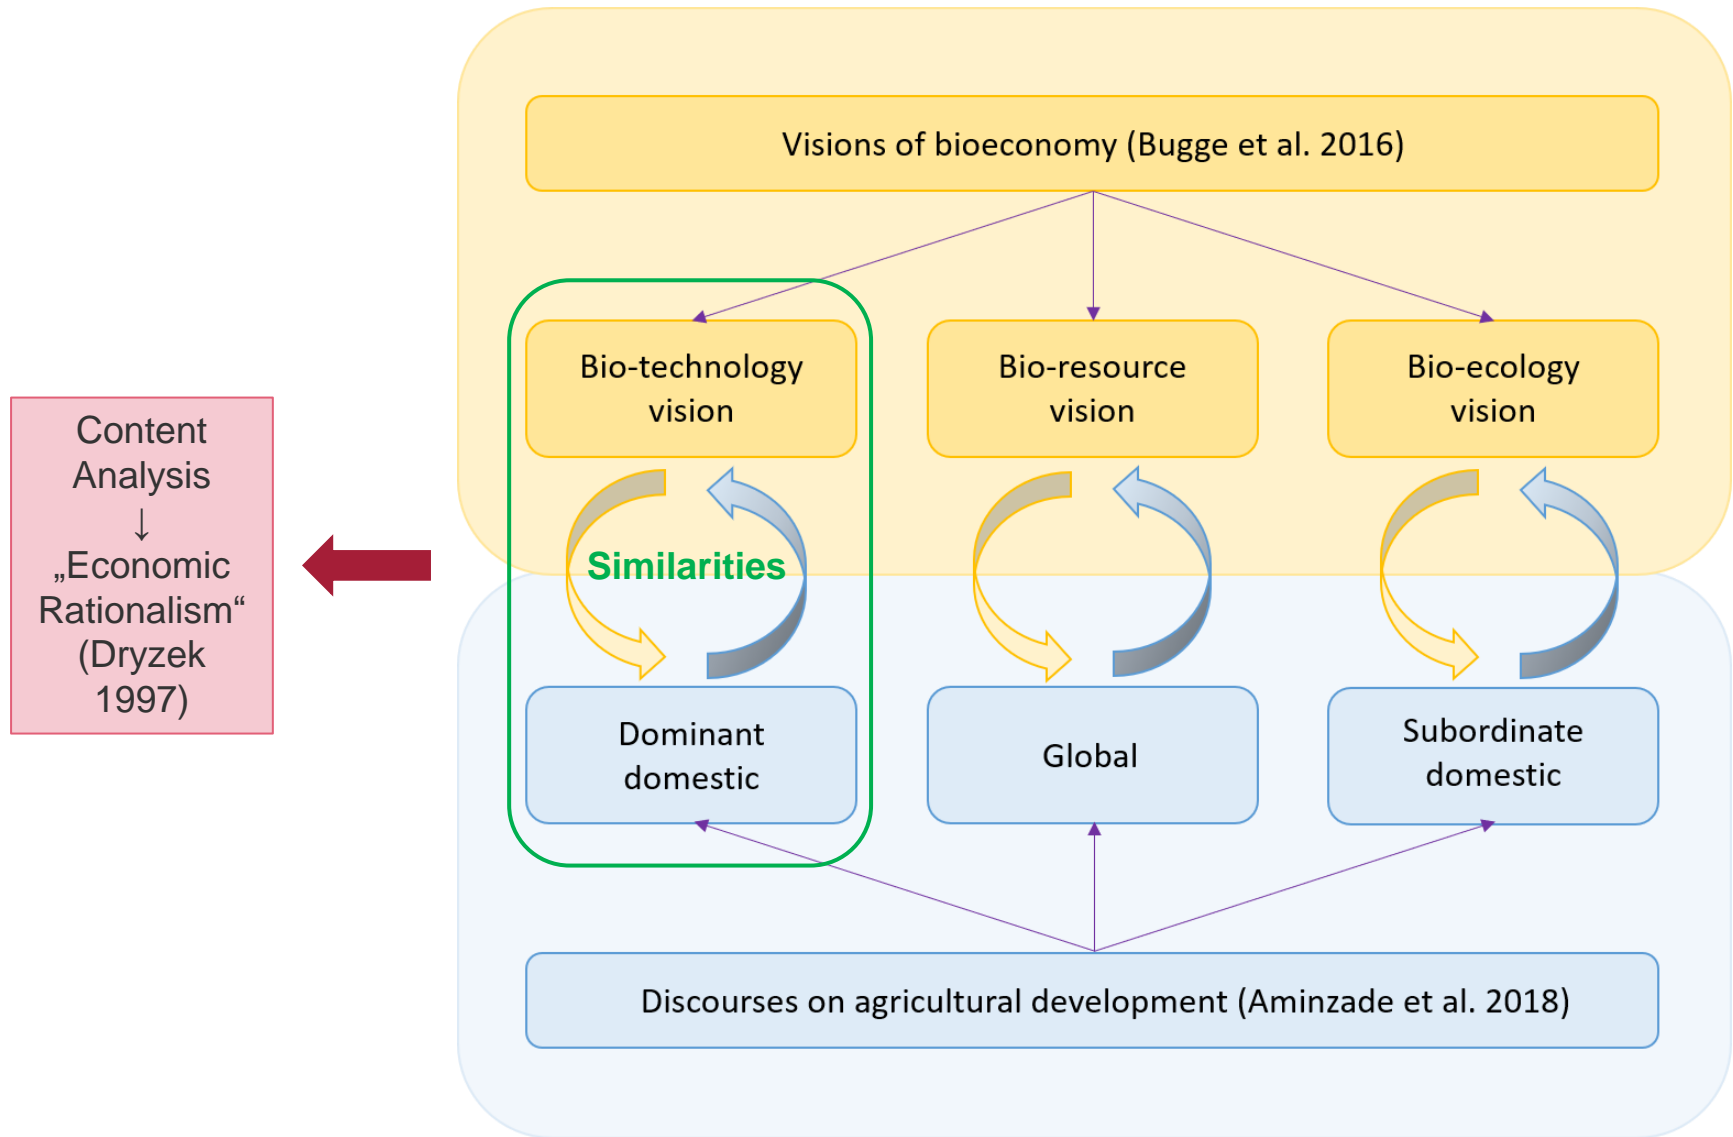 Visions of bioeconomy (Bugge et al. 2016)
Bio-technology
vision
Bio-resource
vision
Bio-ecology
vision
Content
Analysis
↓
„Economic
Rationalism“
(Dryzek
1997)
Similarities
Dominant
domestic
Global
Subordinate
domestic
Discourses on agricultural development (Aminzade et al. 2018)